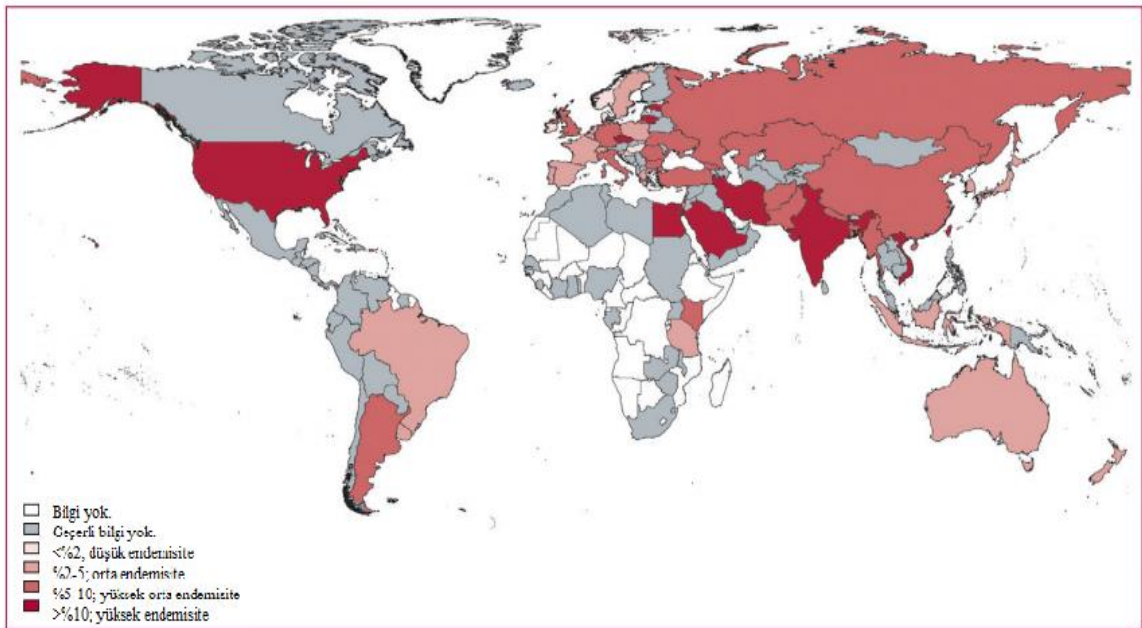 Bilgi yok.
Geçerli bilgi yok.
<%2, düşük endemisite
%2-5; orta endemisite
%5-10; yüksek orta endemisite
>%10; yüksek endemisite